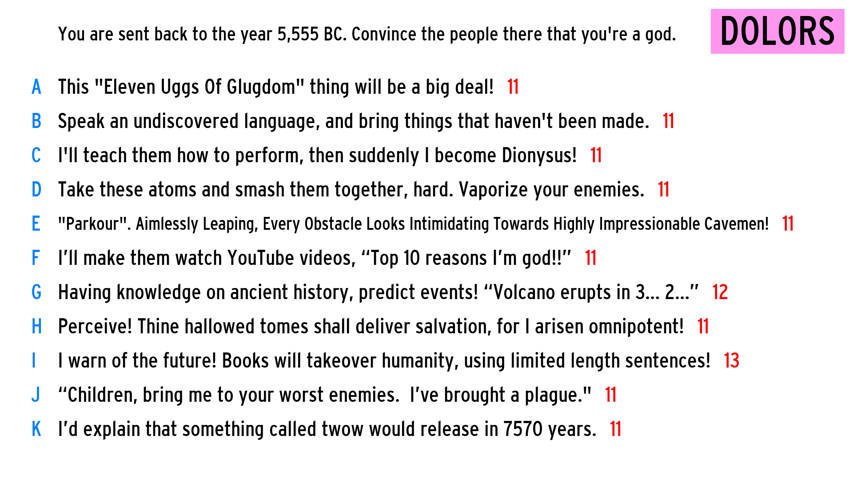 You are sent back to the year 5,555 BC. Convince the people there that you're a god.
DOLORS
A This "Eleven Uggs Of Glugdom" thing will be a big deal! 11
B Speak an undiscovered language, and bring things that haven't been made. 11
C I'll teach them how to perform, then suddenly I become Dionysus! 11
D Take these atoms and smash them together, hard. Vaporize your enemies. 11
E "Parkour". Aimlessly Leaping, Every Obstacle Looks Intimidating Towards Highly Impressionable Cavemen! 11
F I’ll make them watch YouTube videos, “Top 10 reasons I’m god!!” 11
G Having knowledge on ancient history, predict events! “Volcano erupts in 3... 2...” 12
H Perceive! Thine hallowed tomes shall deliver salvation, for I arisen omnipotent! 11
I I warn of the future! Books will takeover humanity, using limited length sentences! 13
J “Children, bring me to your worst enemies. I’ve brought a plague." 11
K I’d explain that something called twow would release in 7570 years. 11